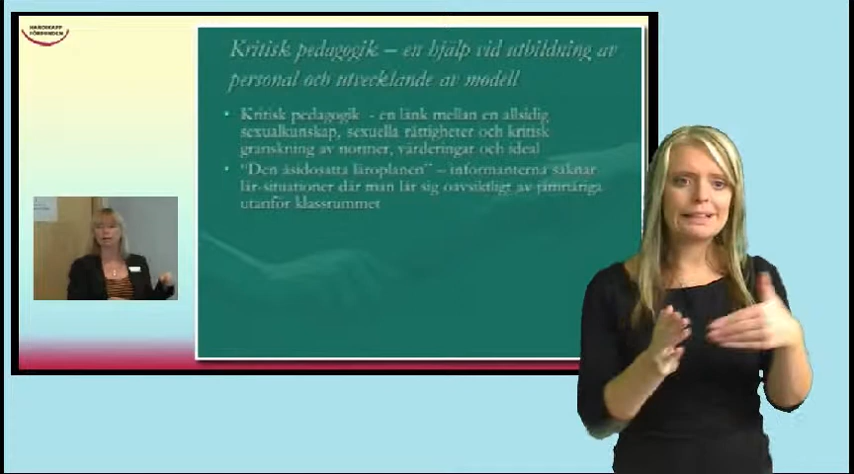 HANDIKAPP
FÖRBUNDEN
Kritisk pedagogik – en hjälp vid utbildning av
personal och utvecklande av modell
• Kritisk pedagogik - en länk mellan en allsidig
sexualkunskap, sexuella rättigheter och kritisk
granskning av normer, värderingar och ideal
• "Den åsidosatta läroplanen" – informanterna saknar
lär-situationer där man lär sig oavsiktligt av jämnåriga
utanför klassrummet